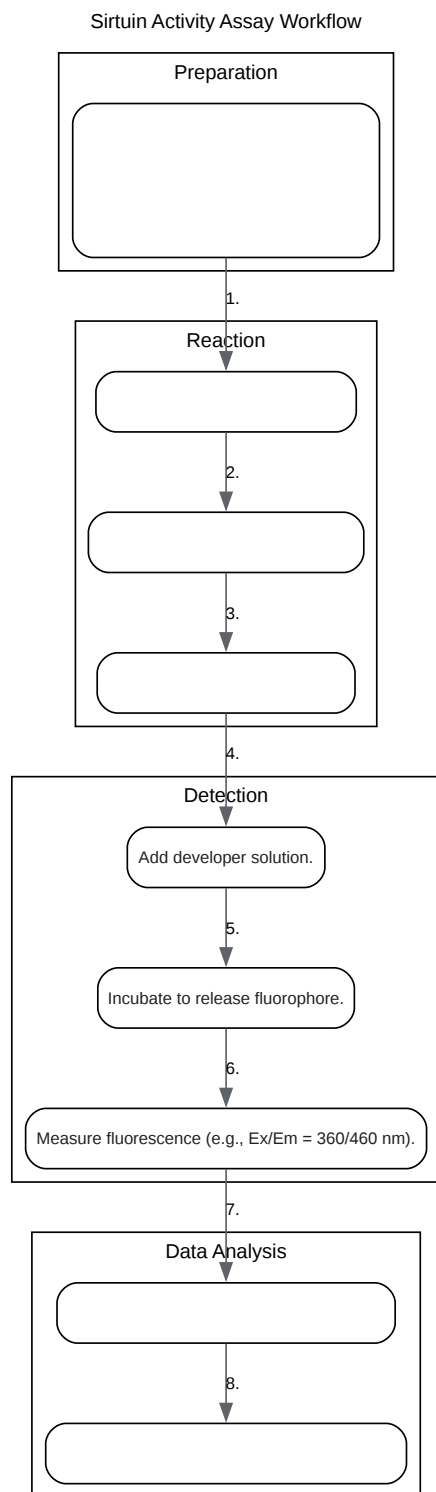 Sirtuin Activity Assay Workflow
Preparation
1.
Reaction
2.
3.
4.
Detection
Add developer solution.
5.
Incubate to release fluorophore.
6.
Measure fluorescence (e.g., Ex/Em = 360/460 nm).
7.
Data Analysis
8.